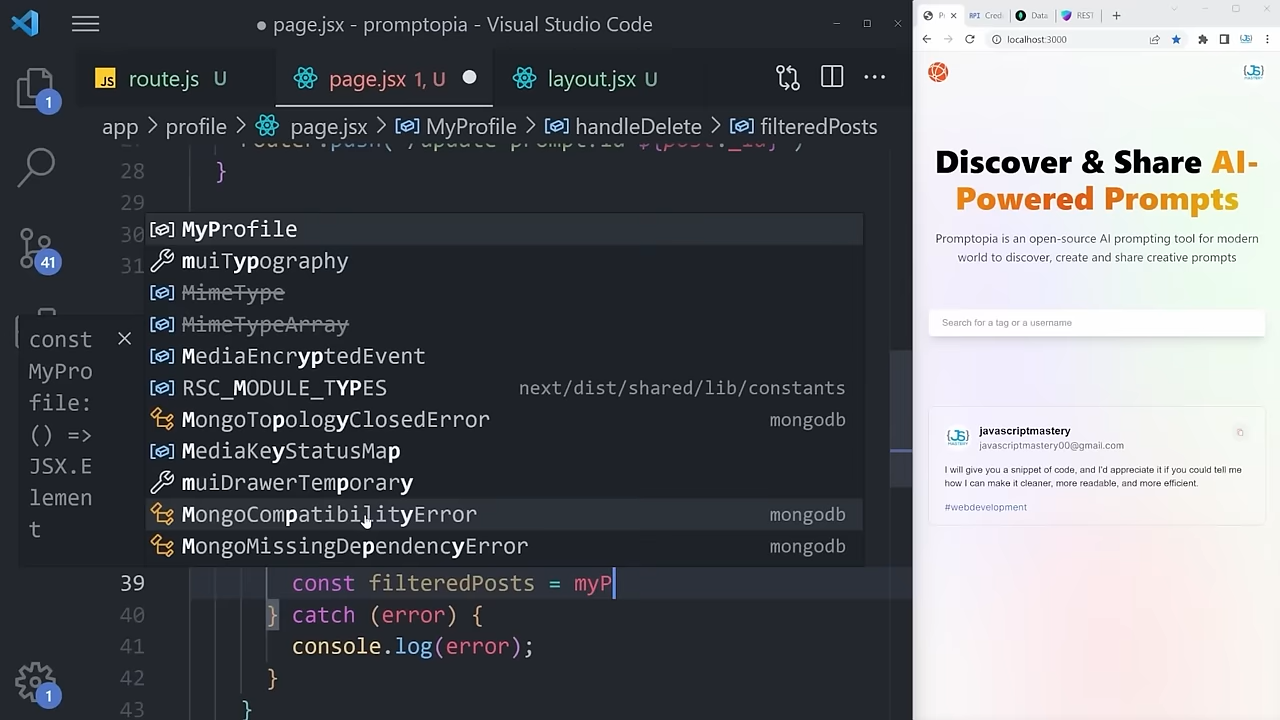 page.jsx - promptopia - Visual Studio Code
JS route.js U
page.jsx 1, U
layout.jsx U
app > profile > page.jsx > MyProfile > handleDelete > filteredPosts
28 }
29
30
31
MyProfile
muiTypography
MimeType
MimeTypeArray
MediaEncryptedEvent
RSC_MODULE_TYPES next/dist/shared/lib/constants
MongoTopologyClosedError mongodb
MediaKeyStatusMap
muiDrawerTemporary
MongoCompatibilityError mongodb
MongoMissingDependencyError mongodb
const
MyPro
file:
() =>
JSX.E
lemen
t
39 const filteredPosts = myP
40 } catch (error) {
41 console.log(error);
42 }
43 }
1
41
1
Cred
Data
REST
localhost:3000
Discover & Share AI-
Powered Prompts
Promptopia is an open-source AI prompting tool for modern
world to discover, create and share creative prompts
Search for a tag or a username
javascriptmastery
javascriptmastery00@gmail.com
I will give you a snippet of code, and I'd appreciate it if you could tell me
how I can make it cleaner, more readable, and more efficient.
#webdevelopment